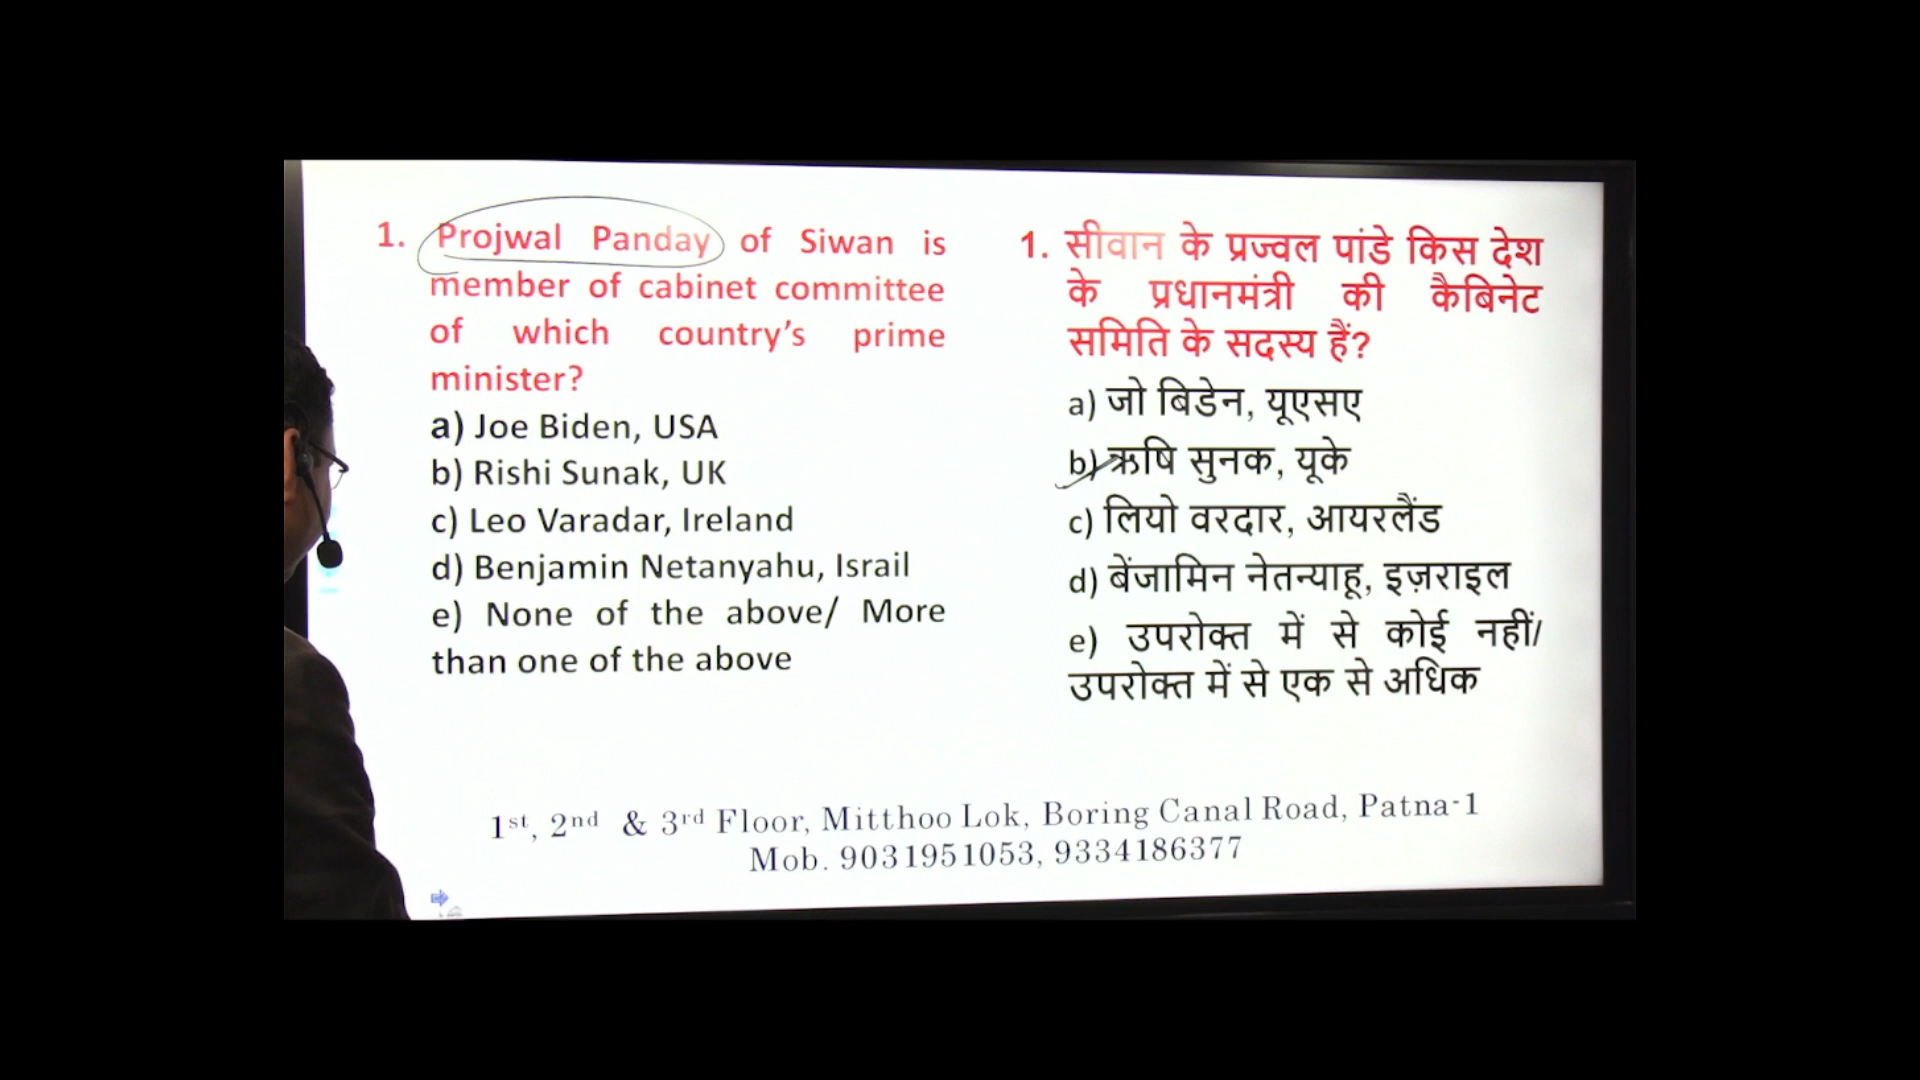 1. Projwal Panday of Siwan is
member of cabinet committee
of which country’s prime
minister?
a) Joe Biden, USA
b) Rishi Sunak, UK
c) Leo Varadar, Ireland
d) Benjamin Netanyahu, Israil
e) None of the above/ More
than one of the above
1. सीवान के प्रज्वल पांडे किस देश
के प्रधानमंत्री की कैबिनेट
समिति के सदस्य हैं?
a) जो बिडेन, यूएसए
b) ऋषि सुनक, यूके
c) लियो वरदार, आयरलैंड
d) बेंजामिन नेतन्याहू, इज़राइल
e) उपरोक्त में से कोई नहीं/
उपरोक्त में से एक से अधिक
1st, 2nd & 3rd Floor, Mitthoo Lok, Boring Canal Road, Patna-1
Mob. 9031951053, 9334186377